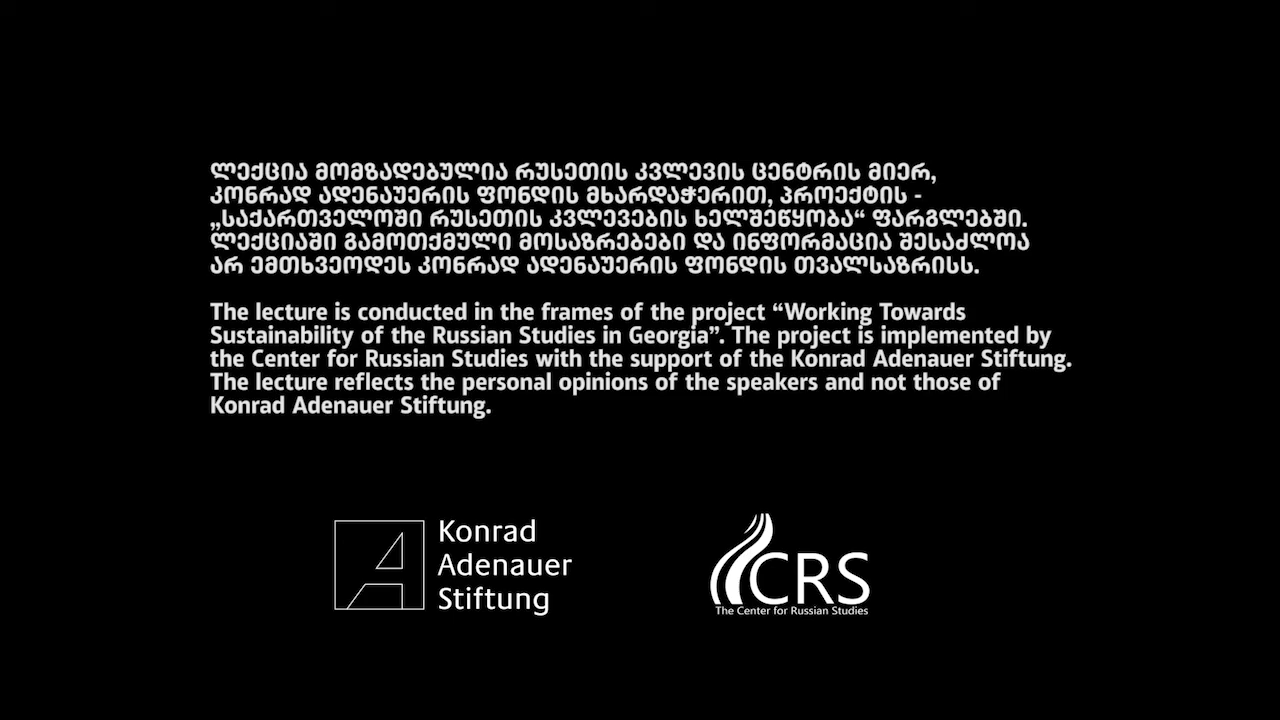 ლექცია მომზადებულია რუსეთის კვლევის ცენტრის მიერ,
კონრად ადენაუერის ფონდის მხარდაჭერით, პროექტის -
„საქართველოში რუსეთის კვლევების ხელშეწყობა“ ფარგლებში.
ლექციაში გამოთქმული მოსაზრებები და ინფორმაცია შესაძლოა
არ ემთხვეოდეს კონრად ადენაუერის ფონდის თვალსაზრისს.
The lecture is conducted in the frames of the project “Working Towards
Sustainability of the Russian Studies in Georgia”. The project is implemented by
the Center for Russian Studies with the support of the Konrad Adenauer Stiftung.
The lecture reflects the personal opinions of the speakers and not those of
Konrad Adenauer Stiftung.
Konrad
Adenauer
Stiftung
CRS
The Center for Russian Studies